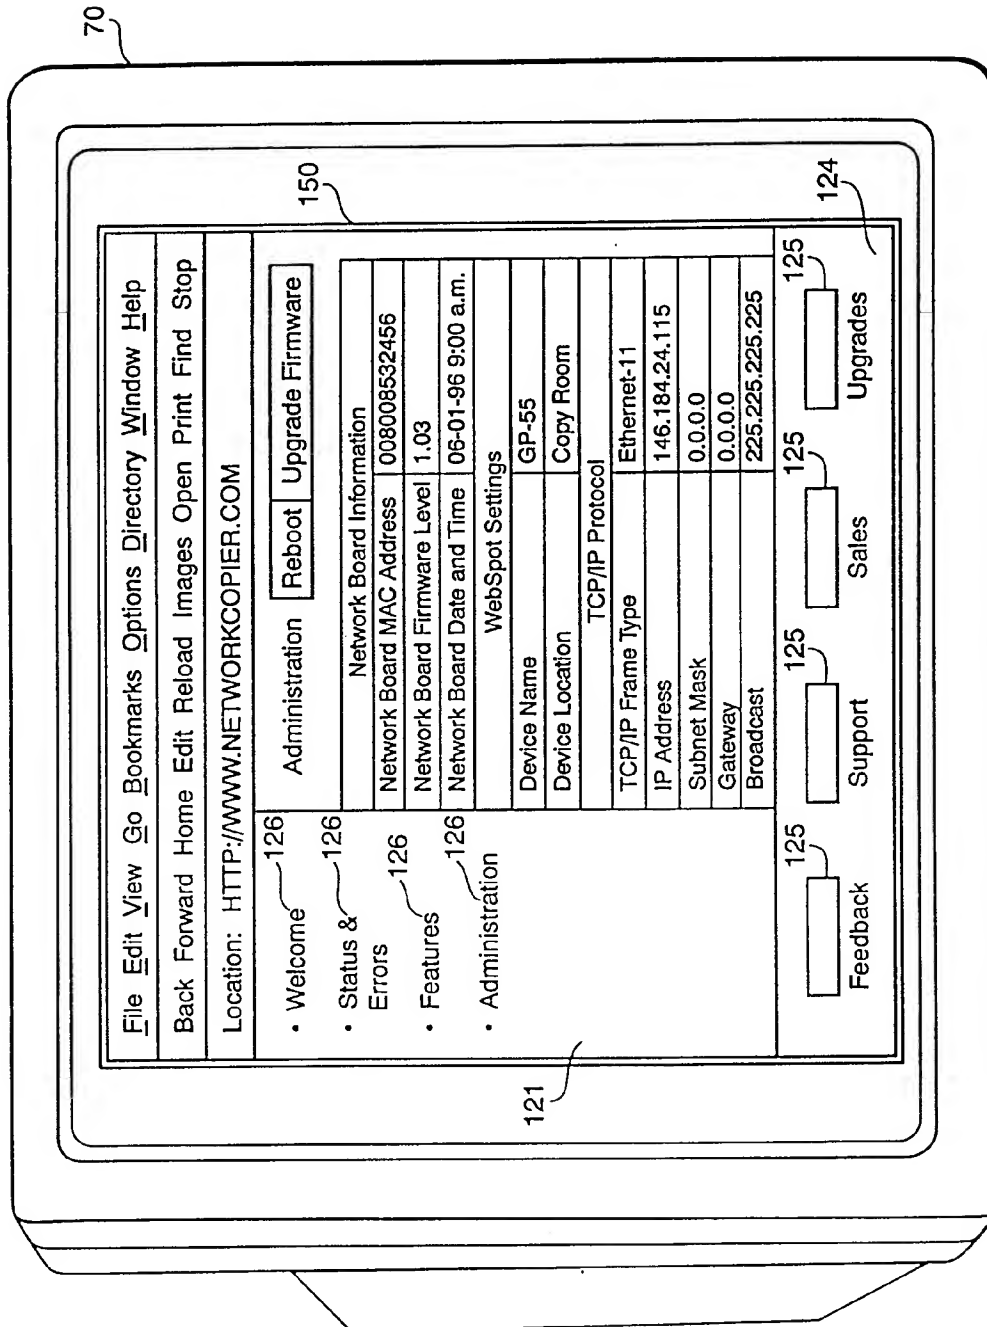 70
150
File Edit View Go Bookmarks Options Directory Window Help
Back Forward Home Edit Reload Images Open Print Find Stop
Location: HTTP://WWW.NETWORKCOPIER.COM
• Welcome 126
• Status & 126
Errors
• Features 126
• Administration 126
121
Administration Reboot Upgrade Firmware
Network Board Information
Network Board MAC Address 008008532456
Network Board Firmware Level 1.03
Network Board Date and Time 06-01-96 9:00 a.m.
WebSpot Settings
Device Name GP-55
Device Location Copy Room
TCP/IP Protocol
TCP/IP Frame Type Ethernet-11
IP Address 146.184.24.115
Subnet Mask 0.0.0.0
Gateway 0.0.0.0
Broadcast 225.225.225.225
125 125 125 125
Feedback Support Sales Upgrades
124